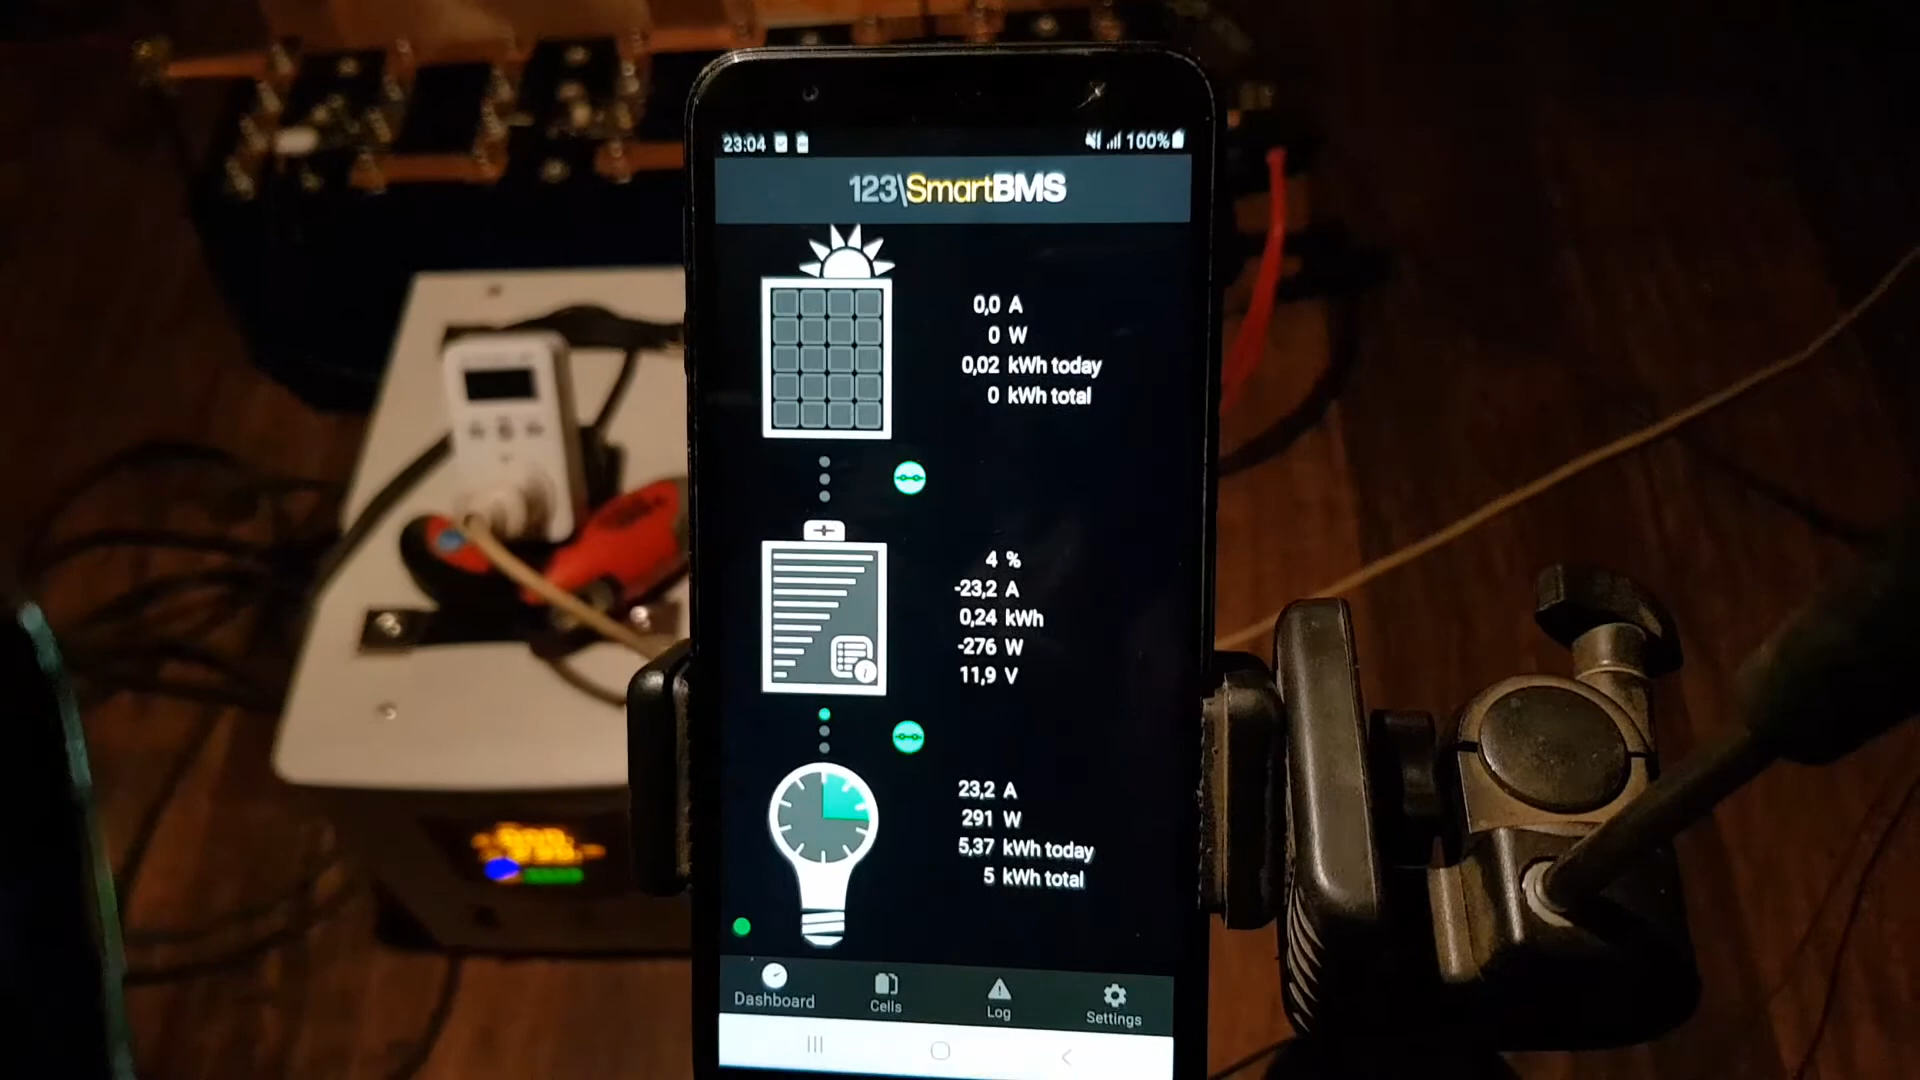 23:04 100%
123\SmartBMS
0,0 A
0 W
0,02 kWh today
0 kWh total
4 %
-23,2 A
0,24 kWh
-276 W
11,9 V
23,2 A
291 W
5,37 kWh today
5 kWh total
Dashboard
Cells
Log
Settings